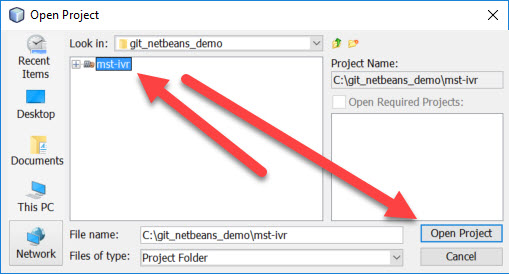 Open Project
Look in: git_netbeans_demo
Recent
Items
Desktop
Documents
This PC
Network
mst-ivr
Project Name:
C:\git_netbeans_demo\mst-ivr
Open Required Projects:
File name: C:\git_netbeans_demo\mst-ivr
Open Project
Files of type: Project Folder
Cancel